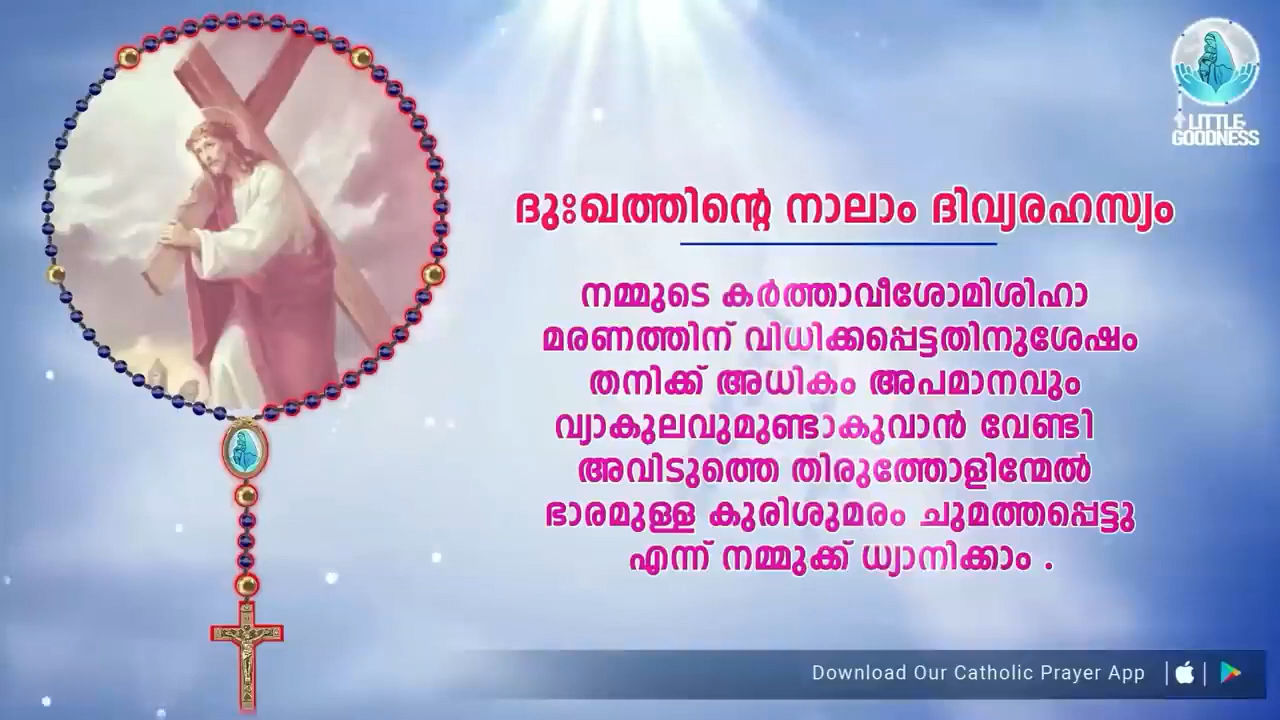 LITTLE
GOODNESS
ദുഃഖത്തിന്റെ നാലാം ദിവ്യരഹസ്യം
നമ്മുടെ കർത്താവീശോമിശിഹാ
മരണത്തിന് വിധിക്കപ്പെട്ടതിനുശേഷം
തനിക്ക് അധികം അപമാനവും
വ്യാകുലവുമുണ്ടാകുവാൻ വേണ്ടി
അവിടുത്തെ തിരുത്തോളിന്മേൽ
ഭാരമുള്ള കുരിശുമരം ചുമത്തപ്പെട്ടു
എന്ന് നമ്മുക്ക് ധ്യാനിക്കാം .
Download Our Catholic Prayer App